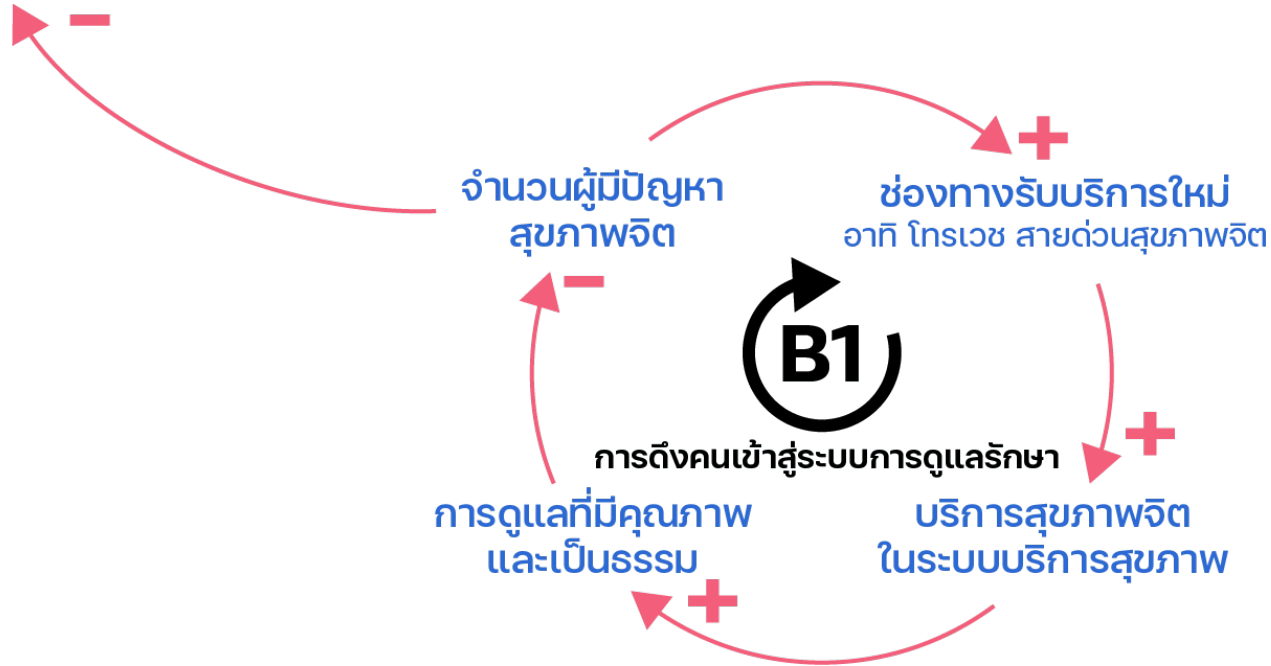 จำนวนผู้มีปัญหา
สุขภาพจิต
ช่องทางรับบริการใหม่
อาทิ โทรเวช สายด่วนสุขภาพจิต
B1
การดึงคนเข้าสู่ระบบการดูแลรักษา
การดูแลที่มีคุณภาพ
และเป็นธรรม
บริการสุขภาพจิต
ในระบบบริการสุขภาพ